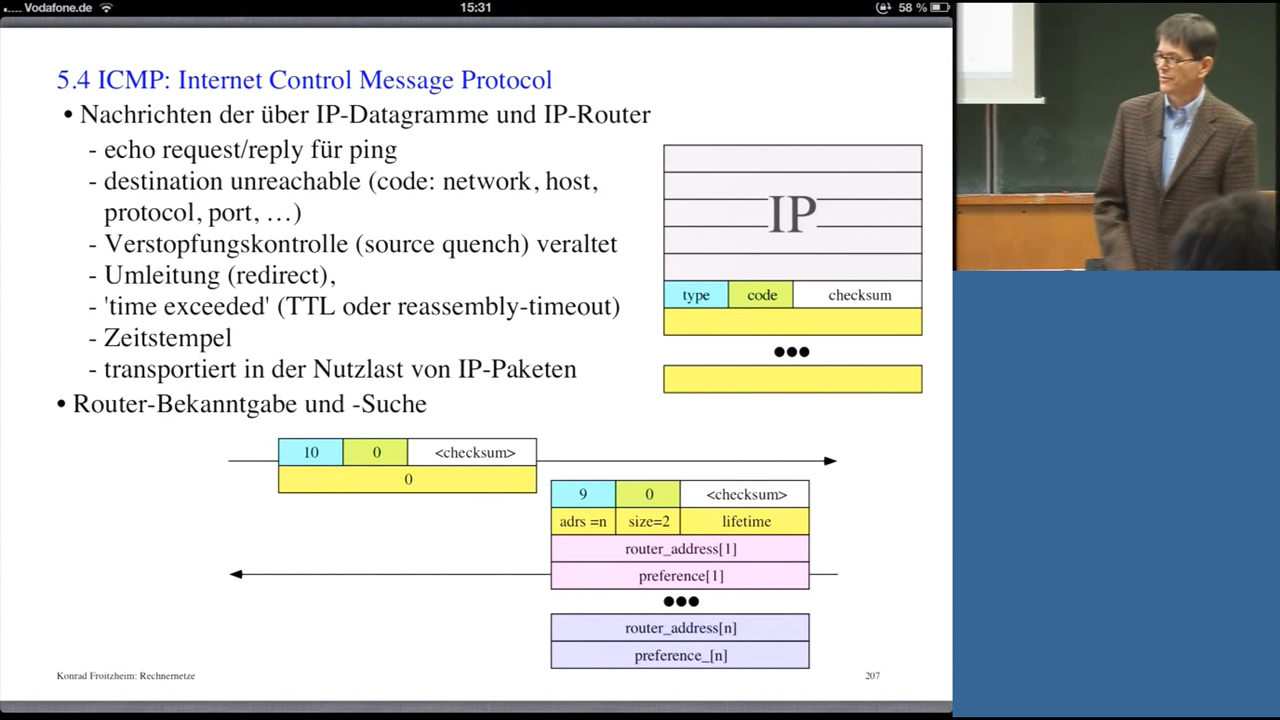 Vodafone.de
15:31
58 %
5.4 ICMP: Internet Control Message Protocol
• Nachrichten der über IP-Datagramme und IP-Router
- echo request/reply für ping
- destination unreachable (code: network, host,
protocol, port, …)
- Verstopfungskontrolle (source quench) veraltet
- Umleitung (redirect),
- 'time exceeded' (TTL oder reassembly-timeout)
- Zeitstempel
- transportiert in der Nutzlast von IP-Paketen
IP
type code checksum
•••
• Router-Bekanntgabe und -Suche
10 0 <checksum>
0
9 0 <checksum>
adrs =n size=2 lifetime
router_address[1]
preference[1]
•••
router_address[n]
preference_[n]
Konrad Froitzheim: Rechnernetze
207